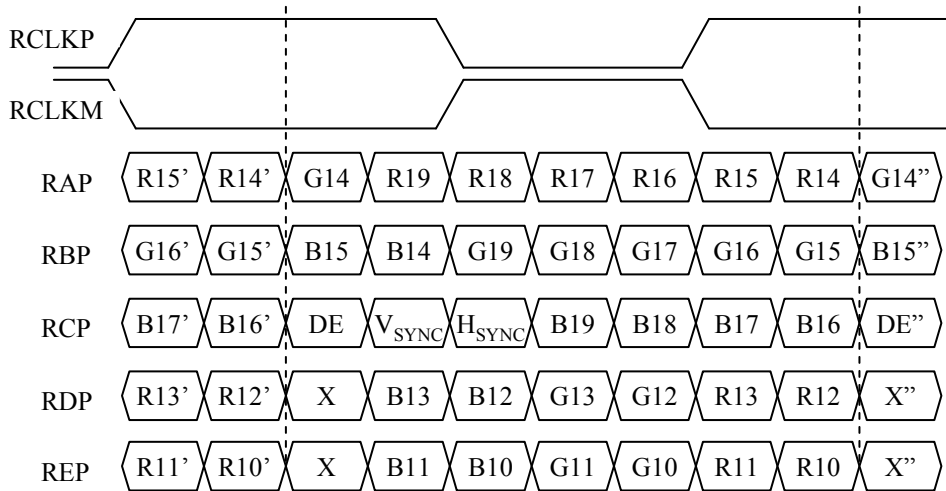 RCLKP
RCLKM
RAP R15’ R14’ G14 R19 R18 R17 R16 R15 R14 G14”
RBP G16’ G15’ B15 B14 G19 G18 G17 G16 G15 B15”
RCP B17’ B16’ DE VSYNC HSYNC B19 B18 B17 B16 DE”
RDP R13’ R12’ X B13 B12 G13 G12 R13 R12 X”
REP R11’ R10’ X B11 B10 G11 G10 R11 R10 X”